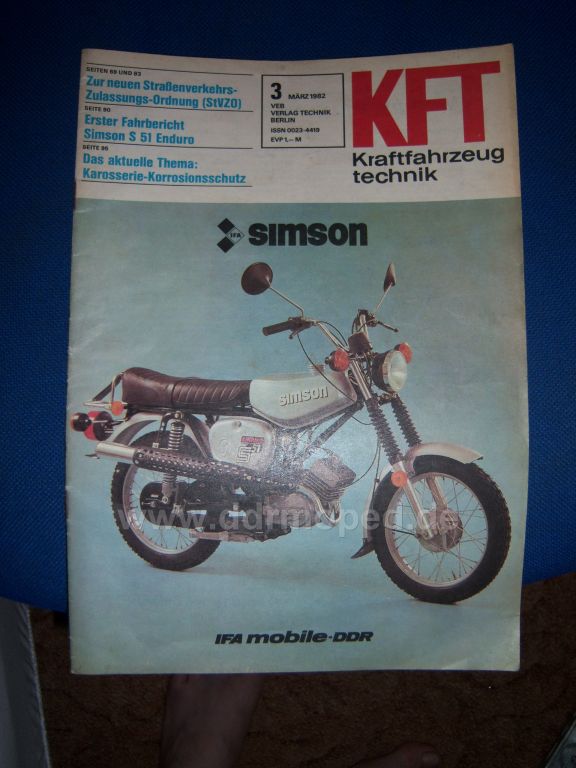 SEITEN 69 UND 83
Zur neuen Straßenverkehrs-
Zulassungs-Ordnung (StVZO)
SEITE 90
Erster Fahrbericht
Simson S 51 Enduro
SEITE 95
Das aktuelle Thema:
Karosserie-Korrosionsschutz
3 MÄRZ 1982
VEB
VERLAG TECHNIK
BERLIN
ISSN 0023-4419
EVP 1,— M
KFT
Kraftfahrzeug
technik
IFA simson
SIMSON
S51
www.ddrmoped.de
IFA mobile-DDR